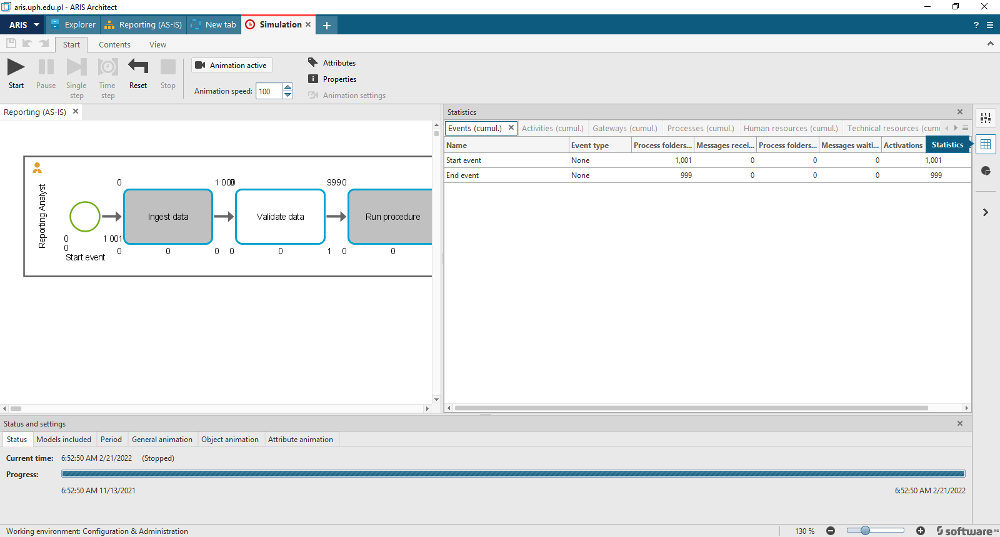 aris.uph.edu.pl - ARIS Architect
ARIS Explorer Reporting (AS-IS) New tab Simulation
Start Contents View
Start Pause Single step Time step Reset Stop
Animation active
Animation speed: 100
Attributes
Properties
Animation settings
Reporting (AS-IS)
Reporting Analyst
0 1 000 0 999 0
Ingest data Validate data Run procedure
0 1 001
0
Start event
0 0 0 0 0 1 0 0
Statistics
Events (cumul.) Activities (cumul.) Gateways (cumul.) Processes (cumul.) Human resources (cumul.) Technical resources (cumu
Name Event type Process folders... Messages recei... Process folders... Messages waiti... Activations Statistics
Start event None 1,001 0 0 0 1,001
End event None 999 0 0 0 999
Status and settings
Status Models included Period General animation Object animation Attribute animation
Current time: 6:52:50 AM 2/21/2022 (Stopped)
Progress:
6:52:50 AM 11/13/2021 6:52:50 AM 2/21/2022
Working environment: Configuration & Administration 130 % software AG